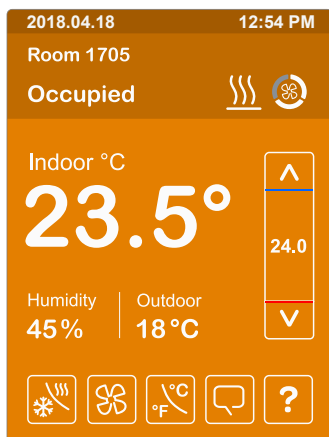 2018.04.18 12:54 PM
Room 1705
Occupied
Indoor °C
23.5°
24.0
Humidity Outdoor
45% 18°C
°F °C ?